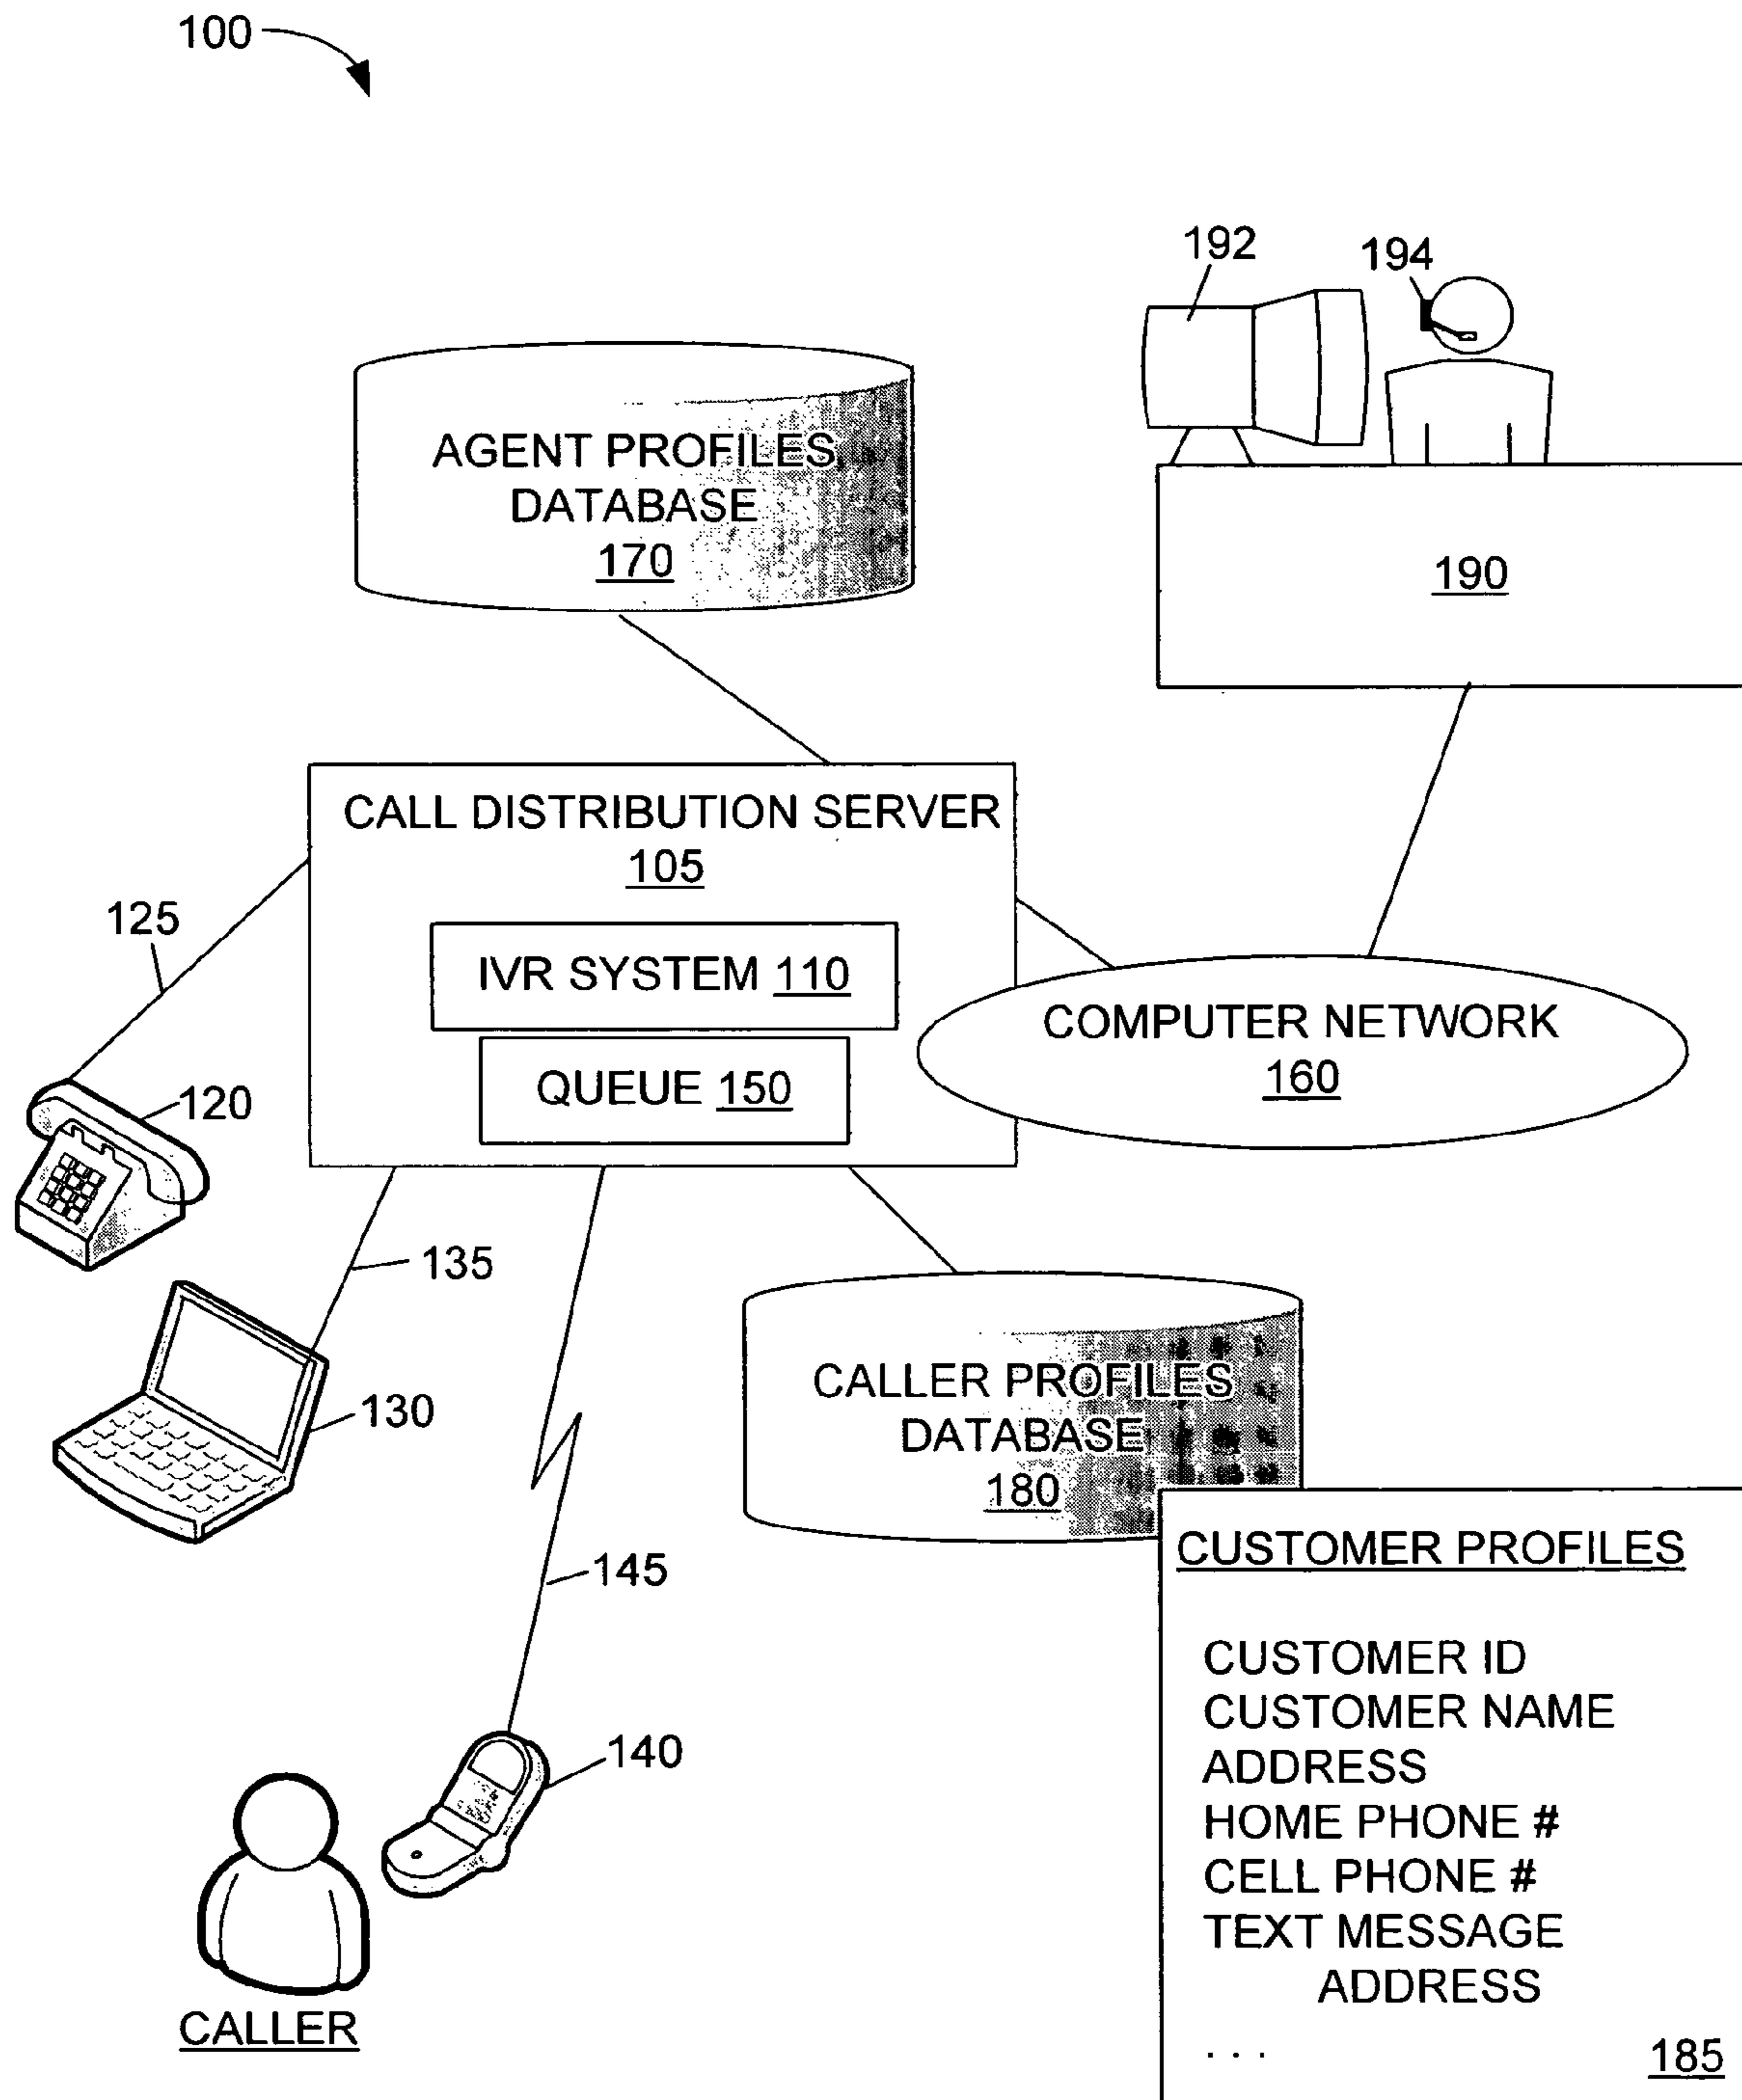 100
192
194
AGENT PROFILES
DATABASE
170
190
CALL DISTRIBUTION SERVER
105
125
IVR SYSTEM 110
COMPUTER NETWORK
160
QUEUE 150
120
135
130
CALLER PROFILES
DATABASE
180
145
140
CALLER
CUSTOMER PROFILES
CUSTOMER ID
CUSTOMER NAME
ADDRESS
HOME PHONE #
CELL PHONE #
TEXT MESSAGE
ADDRESS
. . .
185